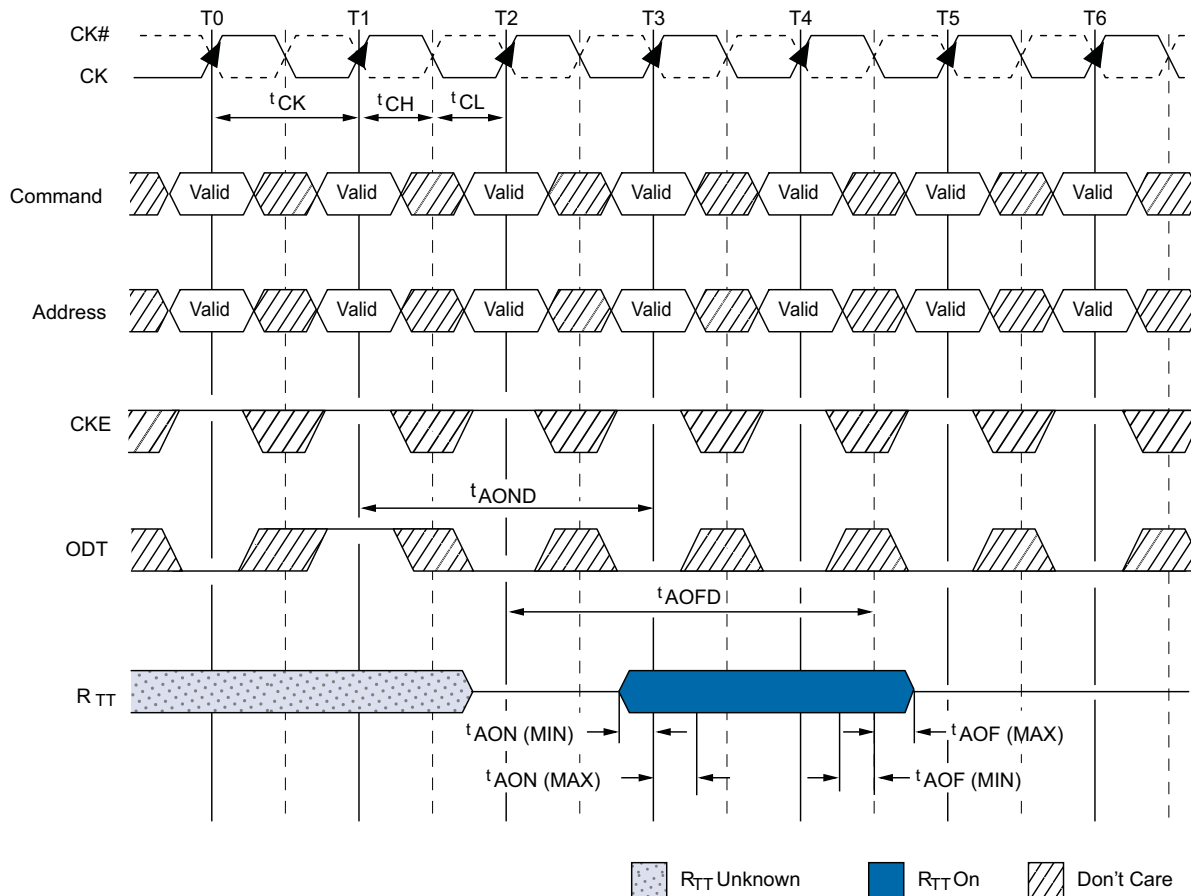 T0 T1 T2 T3 T4 T5 T6
CK#
CK
tCK tCH tCL
Command Valid Valid Valid Valid Valid Valid Valid
Address Valid Valid Valid Valid Valid Valid Valid
CKE
tAOND
ODT
tAOFD
RTT
tAON (MIN) tAOF (MAX)
tAON (MAX) tAOF (MIN)
RTT Unknown RTT On Don't Care